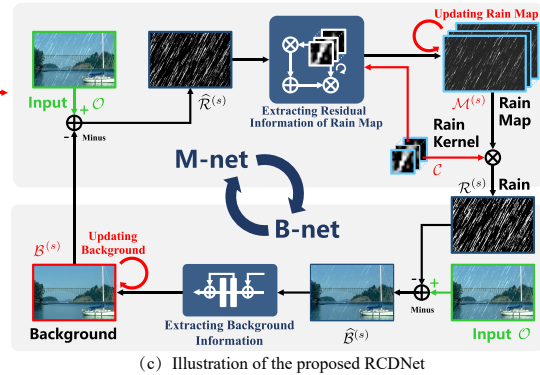 Updating Rain Map
Input 𝒪
+
-
Minus
ℛ̂⁽ˢ⁾
Extracting Residual
Information of Rain Map
ℳ⁽ˢ⁾
Rain
Map
Rain
Kernel
𝒞
M-net
B-net
ℛ⁽ˢ⁾ Rain
ℬ⁽ˢ⁾
Updating
Background
Background
Extracting Background
Information
ℬ̂⁽ˢ⁾
-
+
Minus
Input 𝒪
(c) Illustration of the proposed RCDNet